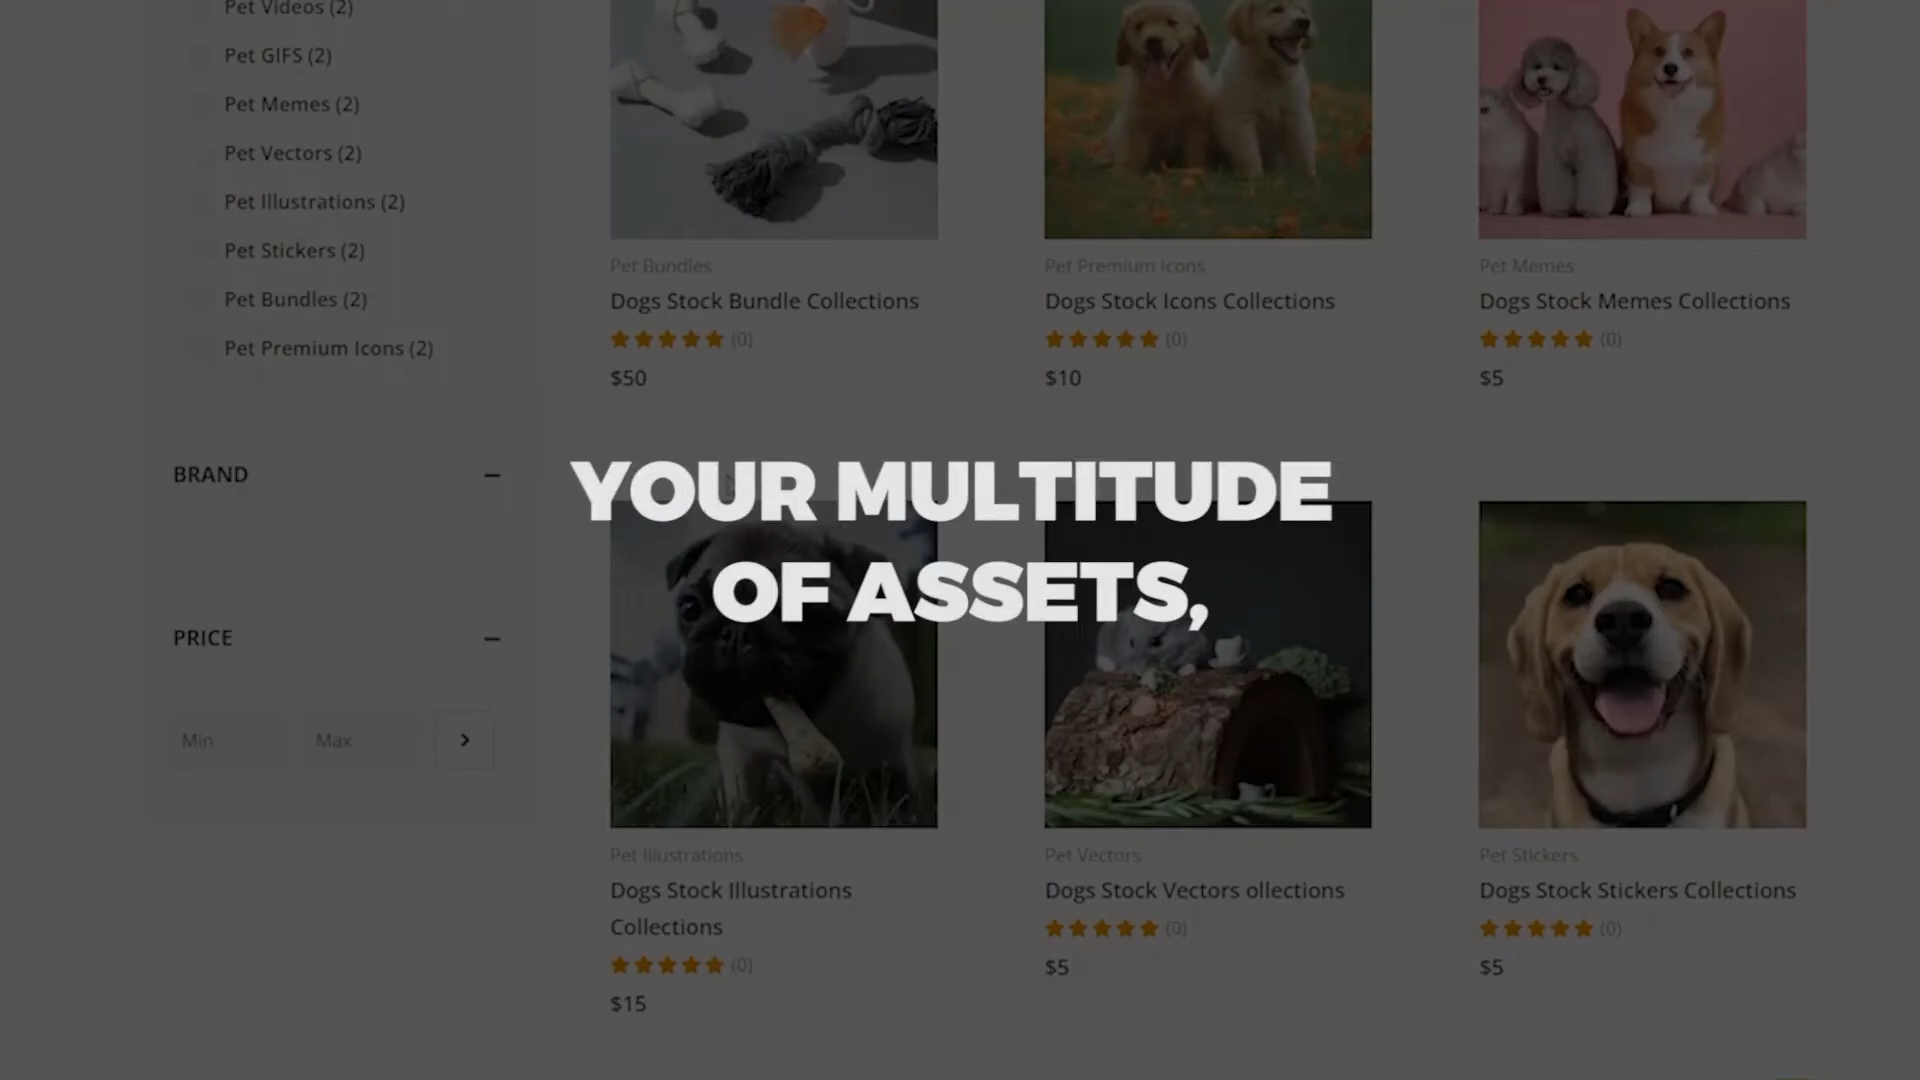 Pet Videos (2)
Pet GIFS (2)
Pet Memes (2)
Pet Vectors (2)
Pet Illustrations (2)
Pet Stickers (2)
Pet Bundles (2)
Pet Premium Icons (2)
BRAND
PRICE
Min Max
Pet Bundles
Dogs Stock Bundle Collections
(0)
$50
Pet Premium Icons
Dogs Stock Icons Collections
(0)
$10
Pet Memes
Dogs Stock Memes Collections
(0)
$5
YOUR MULTITUDE
OF ASSETS,
Pet Illustrations
Dogs Stock Illustrations
Collections
(0)
$15
Pet Vectors
Dogs Stock Vectors ollections
(0)
$5
Pet Stickers
Dogs Stock Stickers Collections
(0)
$5